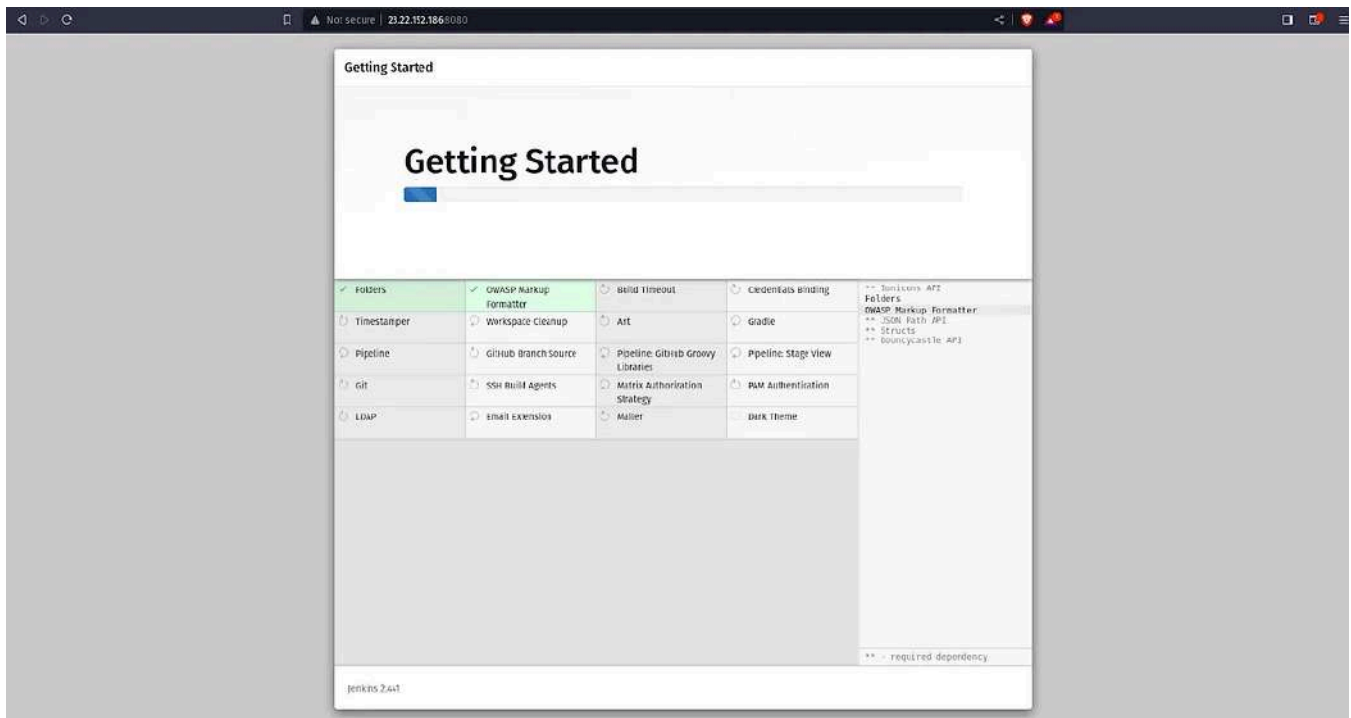 Not secure | 23.22.152.186:8080
Getting Started
Getting Started
Folders
OWASP Markup
Formatter
Build Timeout
Credentials Binding
Timestamper
Workspace Cleanup
Ant
Gradle
Pipeline
GitHub Branch Source
Pipeline: GitHub Groovy
Libraries
Pipeline: Stage View
Git
SSH Build Agents
Matrix Authorization
Strategy
PAM Authentication
LDAP
Email Extension
Mailer
Dark Theme
** Ionicons API
Folders
OWASP Markup Formatter
** JSON Path API
** Structs
** bouncycastle API
** - required dependency
Jenkins 2.441